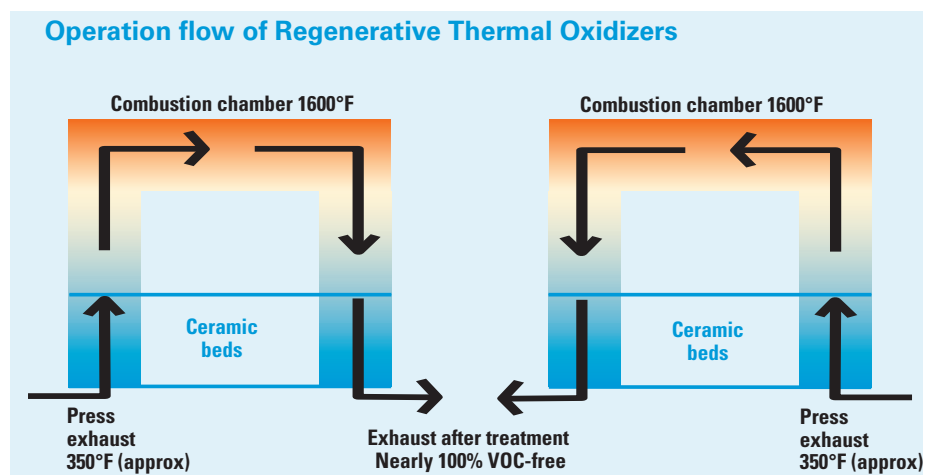 Operation flow of Regenerative Thermal Oxidizers
Combustion chamber 1600°F
Combustion chamber 1600°F
Ceramic
beds
Ceramic
beds
Press
exhaust
350°F (approx)
Exhaust after treatment
Nearly 100% VOC-free
Press
exhaust
350°F (approx)